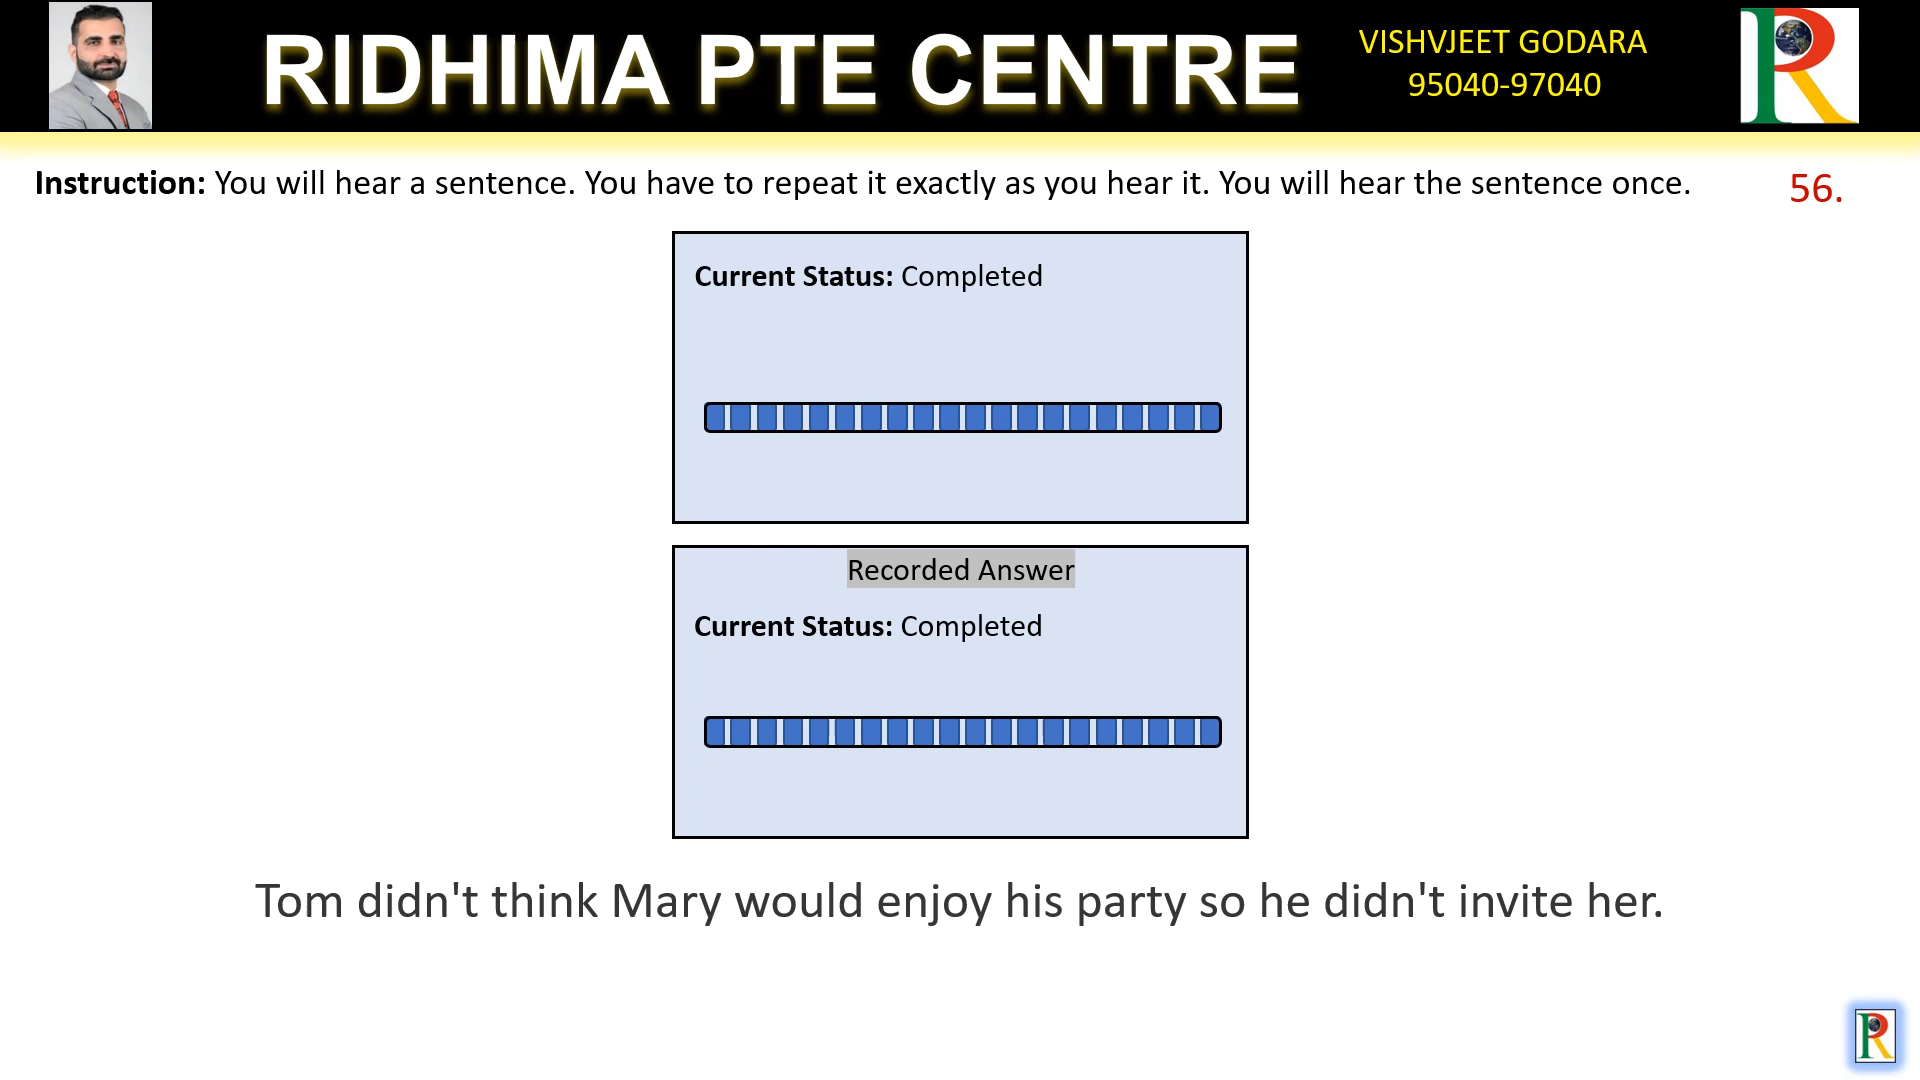 RIDHIMA PTE CENTRE
VISHVJEET GODARA
95040-97040
Instruction: You will hear a sentence. You have to repeat it exactly as you hear it. You will hear the sentence once.
56.
Current Status: Completed
Recorded Answer
Current Status: Completed
Tom didn't think Mary would enjoy his party so he didn't invite her.